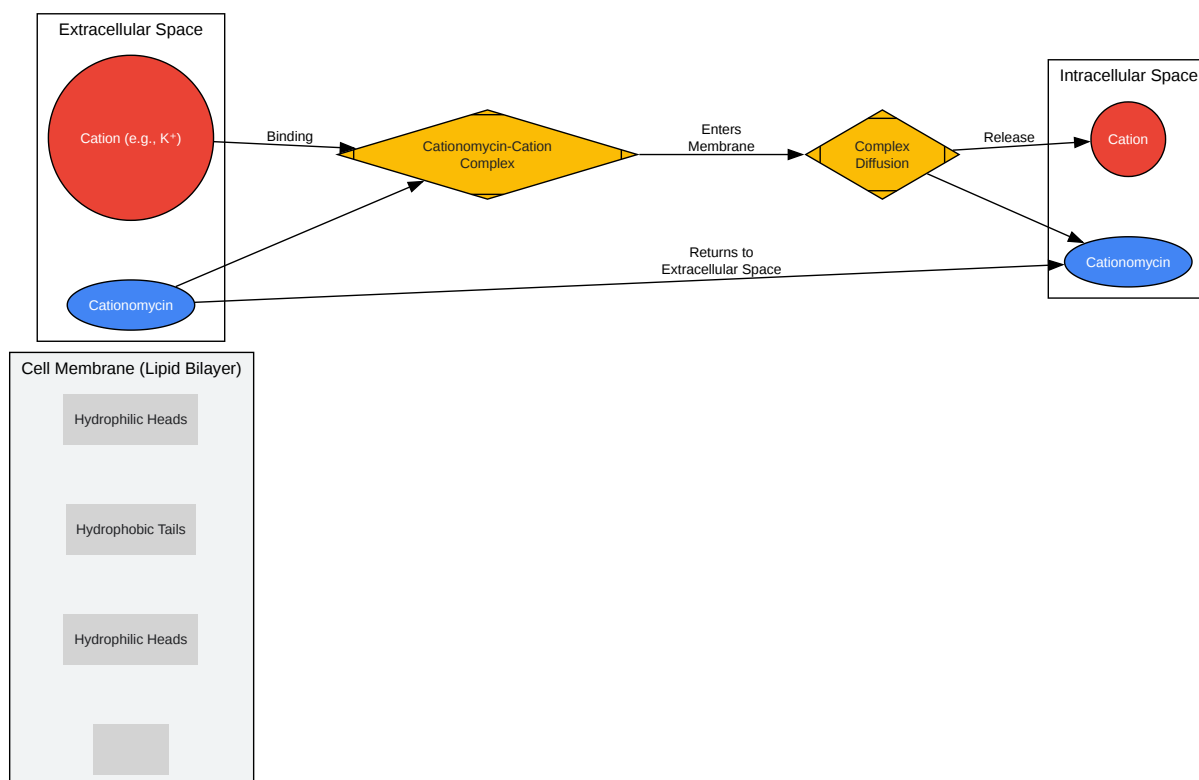 Extracellular Space
Cation (e.g., K⁺)
Cationomycin
Binding
Cationomycin-Cation
Complex
Enters
Membrane
Complex
Diffusion
Release
Returns to
Extracellular Space
Intracellular Space
Cation
Cationomycin
Cell Membrane (Lipid Bilayer)
Hydrophilic Heads
Hydrophobic Tails
Hydrophilic Heads